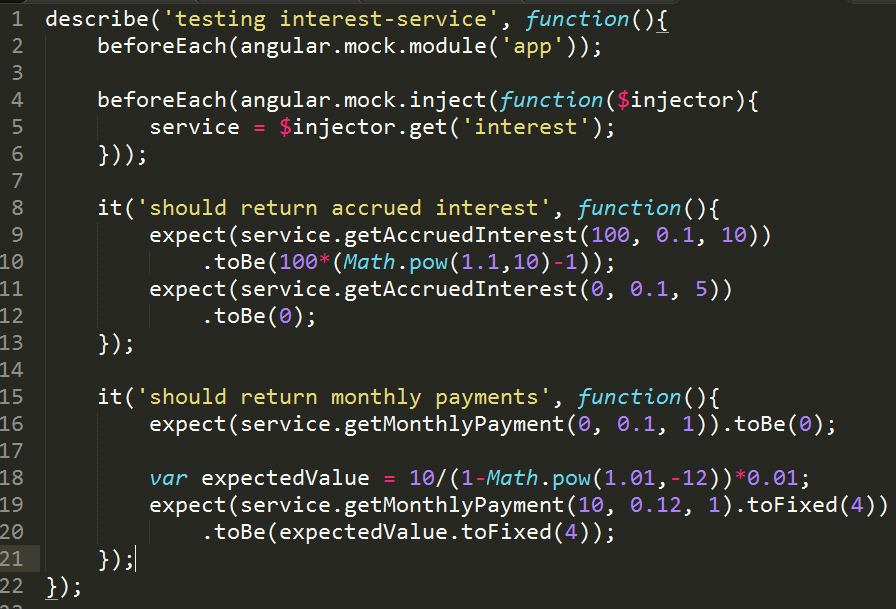 1 describe('testing interest-service', function(){
2     beforeEach(angular.mock.module('app'));
3
4     beforeEach(angular.mock.inject(function($injector){
5         service = $injector.get('interest');
6     }));
7
8     it('should return accrued interest', function(){
9         expect(service.getAccruedInterest(100, 0.1, 10))
10             .toBe(100*(Math.pow(1.1,10)-1));
11         expect(service.getAccruedInterest(0, 0.1, 5))
12             .toBe(0);
13     });
14
15     it('should return monthly payments', function(){
16         expect(service.getMonthlyPayment(0, 0.1, 1)).toBe(0);
17
18         var expectedValue = 10/(1-Math.pow(1.01,-12))*0.01;
19         expect(service.getMonthlyPayment(10, 0.12, 1).toFixed(4))
20             .toBe(expectedValue.toFixed(4));
21     });
22 });